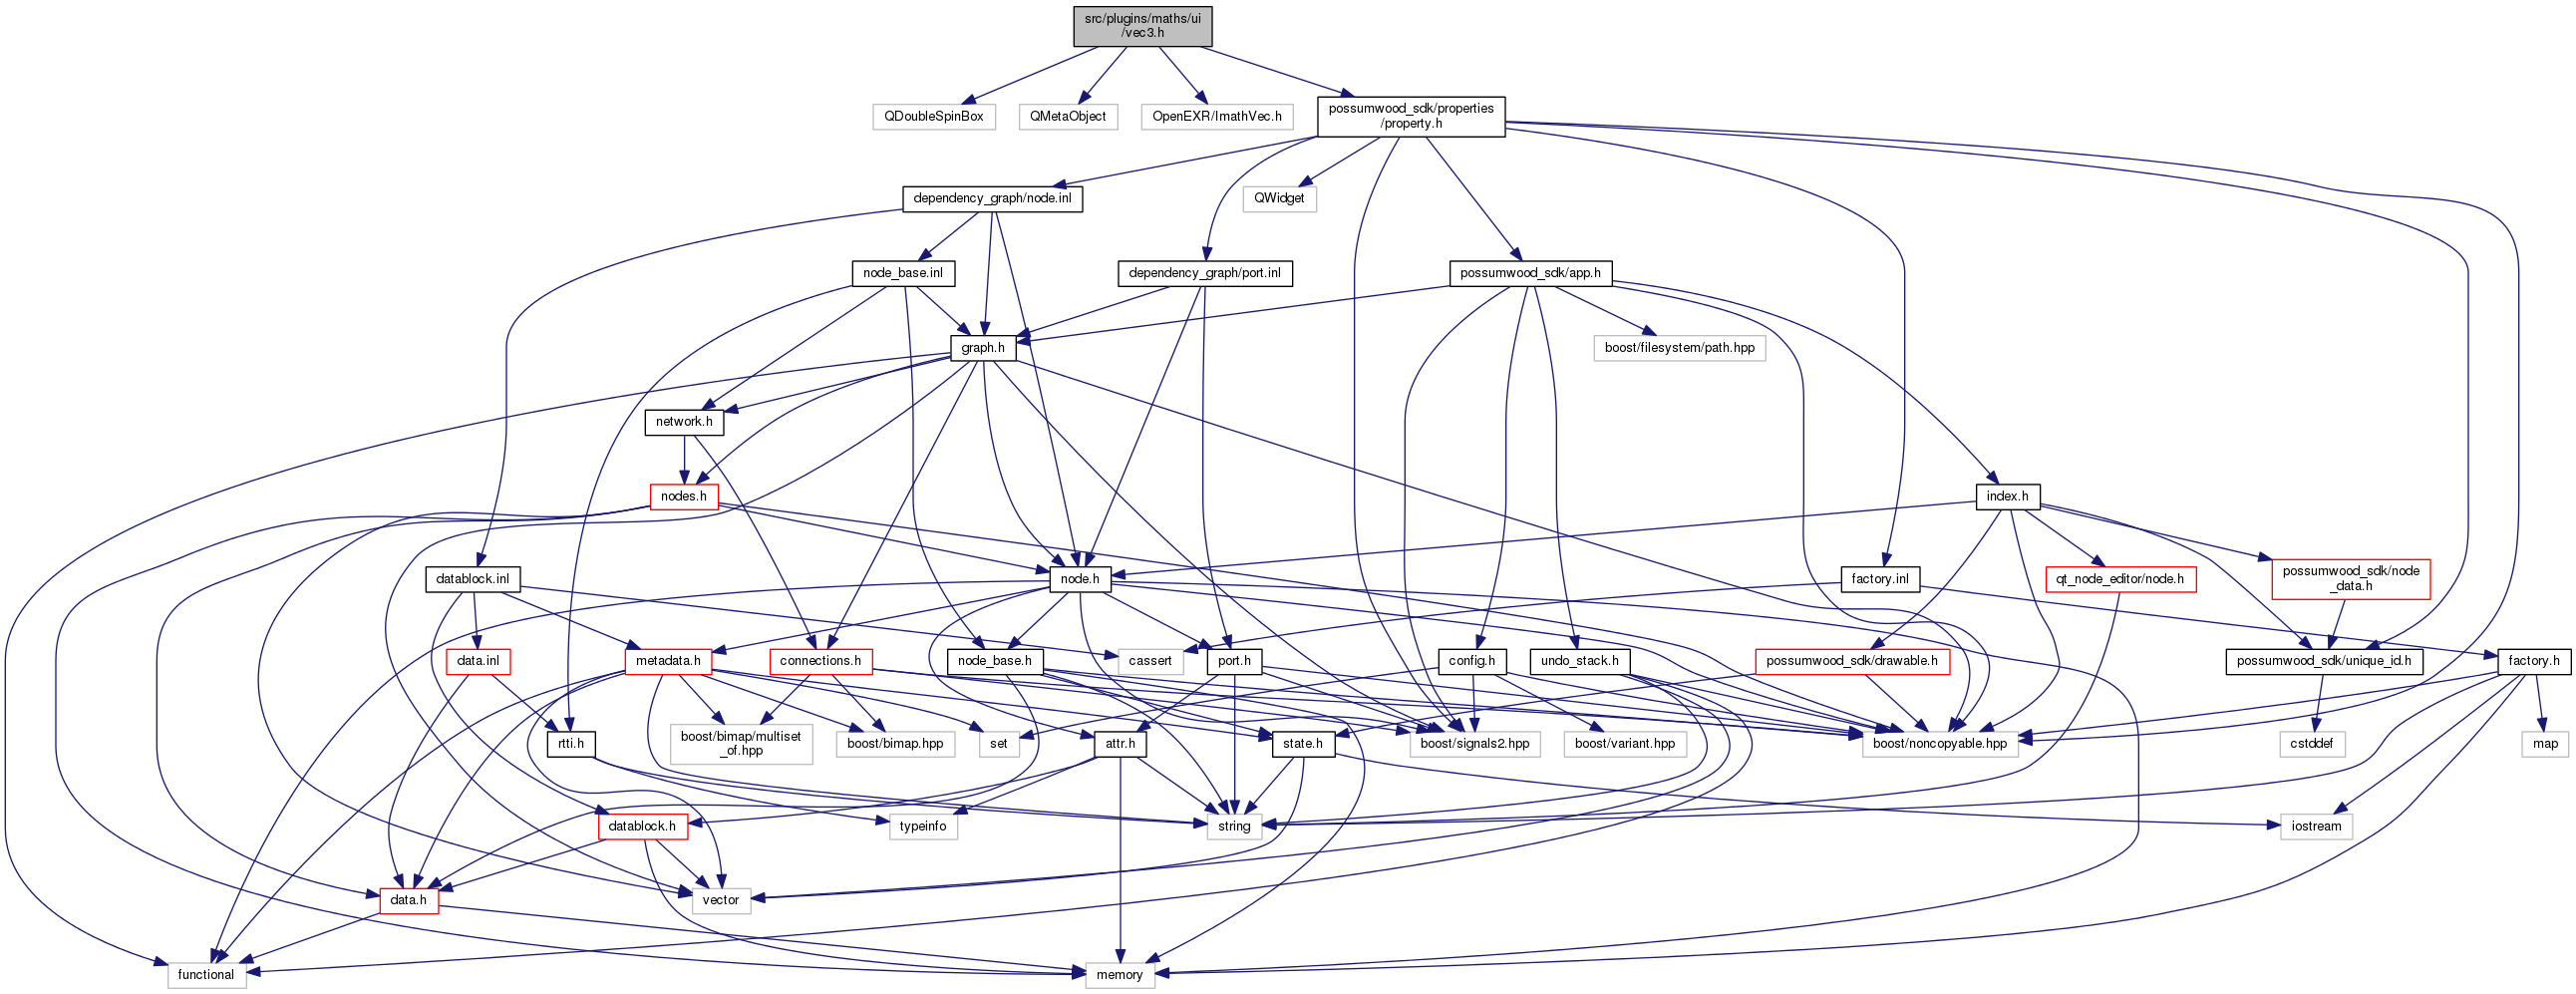 src/plugins/maths/ui
/vec3.h
QDoubleSpinBox
QMetaObject
OpenEXR/ImathVec.h
possumwood_sdk/properties
/property.h
dependency_graph/node.inl
QWidget
node_base.inl
dependency_graph/port.inl
possumwood_sdk/app.h
graph.h
boost/filesystem/path.hpp
network.h
nodes.h
index.h
datablock.inl
node.h
factory.inl
qt_node_editor/node.h
possumwood_sdk/node
_data.h
data.inl
metadata.h
connections.h
node_base.h
cassert
port.h
config.h
undo_stack.h
possumwood_sdk/drawable.h
possumwood_sdk/unique_id.h
factory.h
rtti.h
boost/bimap/multiset
_of.hpp
boost/bimap.hpp
set
attr.h
state.h
boost/signals2.hpp
boost/variant.hpp
boost/noncopyable.hpp
cstddef
map
datablock.h
typeinfo
string
iostream
data.h
vector
functional
memory